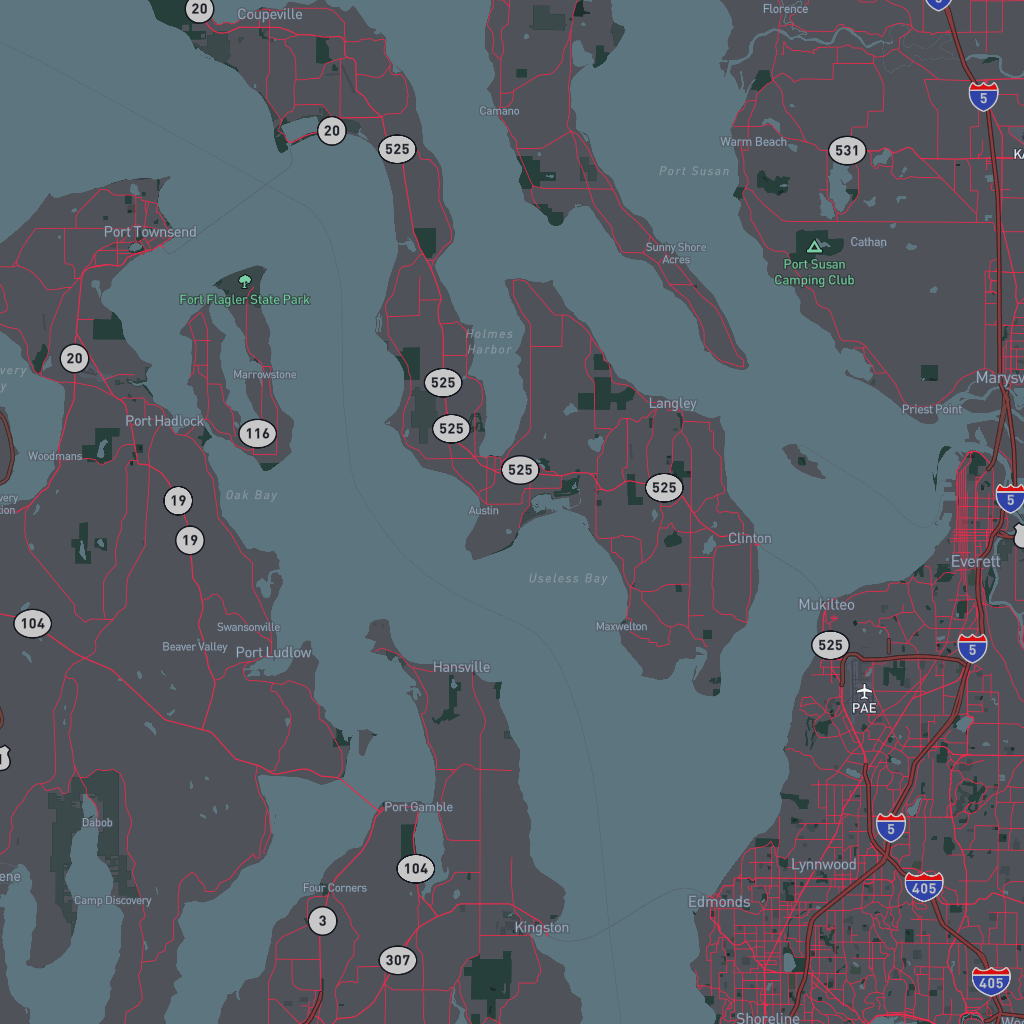 20
Coupeville
Florence
5
5
Camano
20
525
Warm Beach
531
Port Susan
Port Townsend
Sunny Shore
Acres
Cathan
Port Susan
Camping Club
Fort Flagler State Park
Holmes
Harbor
20
Marrowstone
525
Marysv
Langley
Priest Point
Port Hadlock
116
525
Woodmans
525
525
19
Oak Bay
5
Austin
19
Clinton
Everett
Useless Bay
Mukilteo
104
Swansonville
Maxwelton
Beaver Valley
Port Ludlow
525
5
Hansville
PAE
Port Gamble
Dabob
5
104
Lynnwood
Four Corners
405
Camp Discovery
Edmonds
3
Kingston
307
405
Shoreline